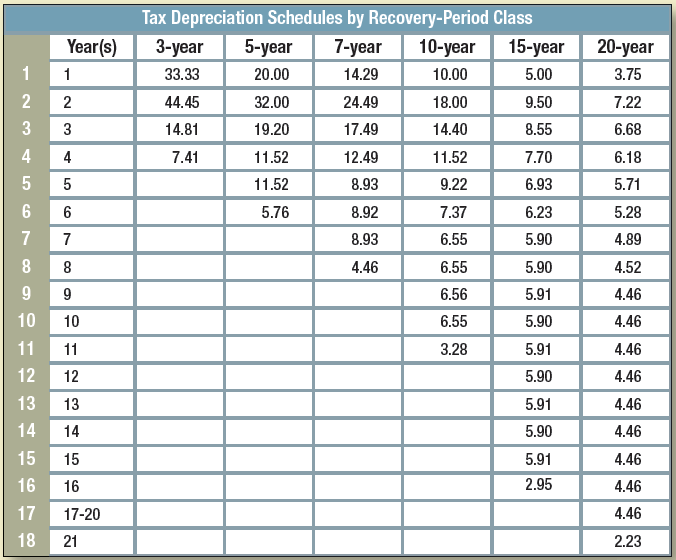 Tax Depreciation Schedules by Recovery-Period Class
Year(s) 3-year 5-year 7-year 10-year 15-year 20-year
1 1 33.33 20.00 14.29 10.00 5.00 3.75
2 2 44.45 32.00 24.49 18.00 9.50 7.22
3 3 14.81 19.20 17.49 14.40 8.55 6.68
4 4 7.41 11.52 12.49 11.52 7.70 6.18
5 5 11.52 8.93 9.22 6.93 5.71
6 6 5.76 8.92 7.37 6.23 5.28
7 7 8.93 6.55 5.90 4.89
8 8 4.46 6.55 5.90 4.52
9 9 6.56 5.91 4.46
10 10 6.55 5.90 4.46
11 11 3.28 5.91 4.46
12 12 5.90 4.46
13 13 5.91 4.46
14 14 5.90 4.46
15 15 5.91 4.46
16 16 2.95 4.46
17 17-20 4.46
18 21 2.23